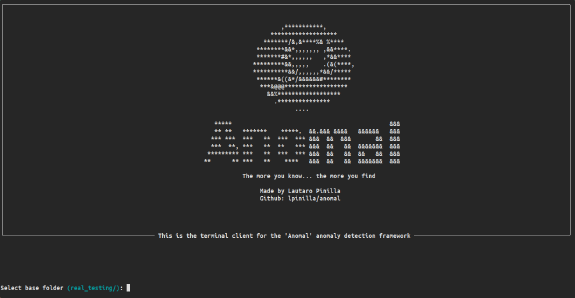 Anomal
The more you know... the more you find
Made by Lautaro Pinilla
Github: lpinilla/anomal
This is the terminal client for the 'Anomal' anomaly detection framework
Select base folder (real_testing/):